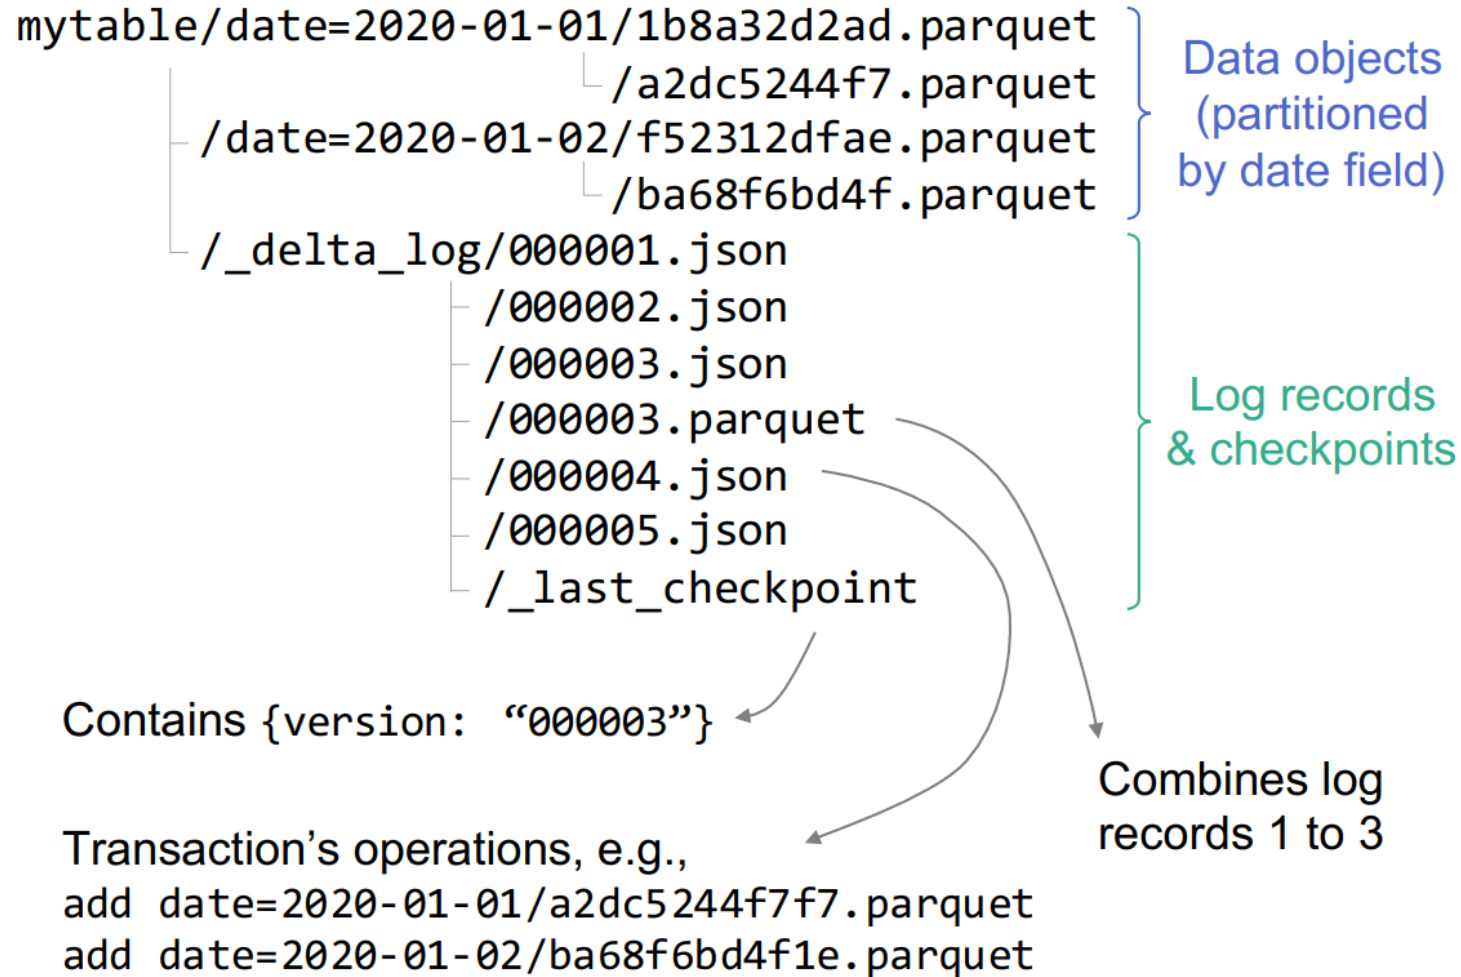 mytable/date=2020-01-01/1b8a32d2ad.parquet
/a2dc5244f7.parquet
/date=2020-01-02/f52312dfae.parquet
/ba68f6bd4f.parquet
/_delta_log/000001.json
/000002.json
/000003.json
/000003.parquet
/000004.json
/000005.json
/_last_checkpoint
Data objects
(partitioned
by date field)
Log records
& checkpoints
Contains {version: “000003”}
Combines log
records 1 to 3
Transaction’s operations, e.g.,
add date=2020-01-01/a2dc5244f7f7.parquet
add date=2020-01-02/ba68f6bd4f1e.parquet